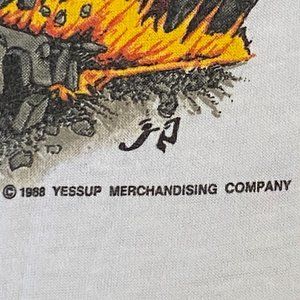 © 1988 YESSUP MERCHANDISING COMPANY